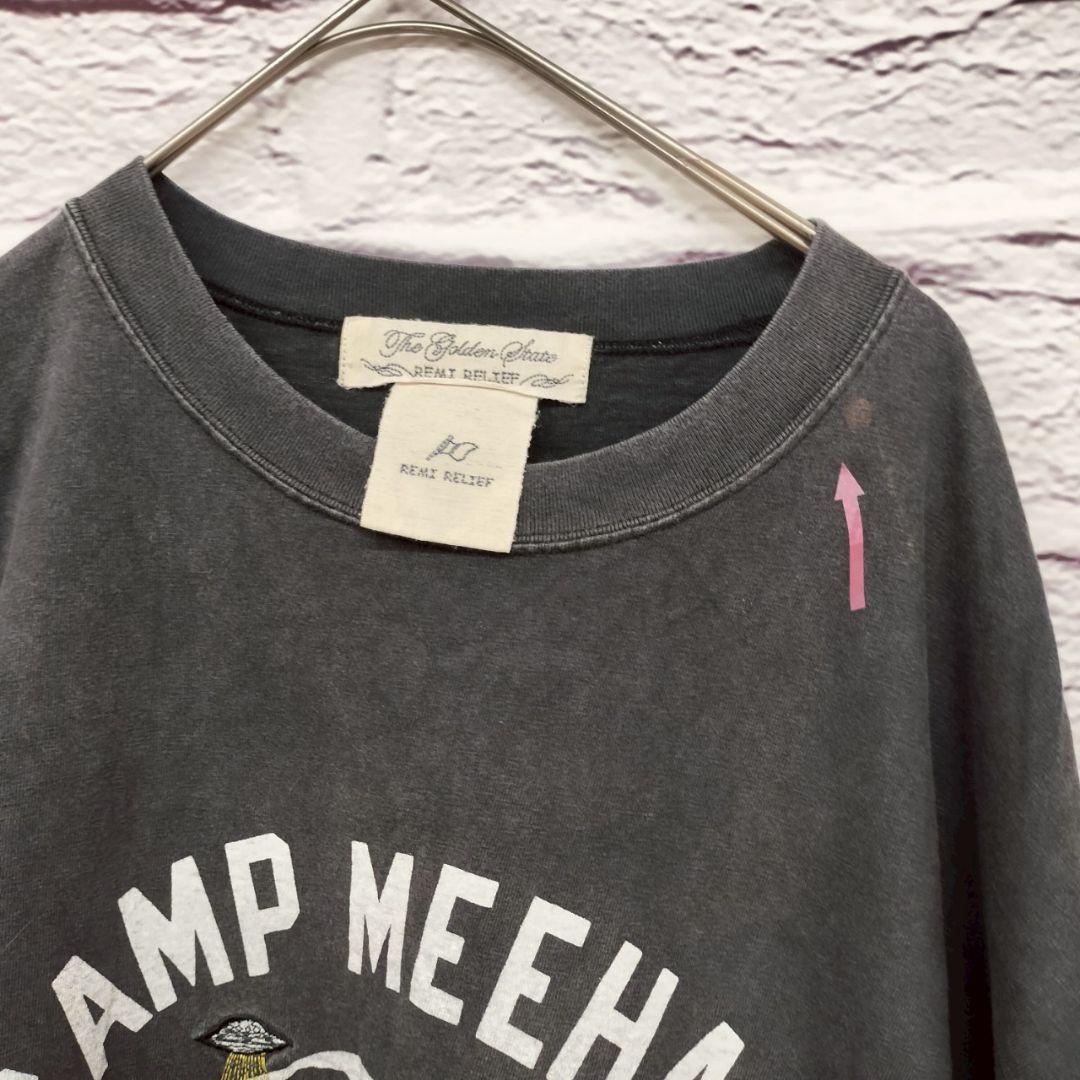 The Golden State
REMI RELIEF
REMI RELIEF
AMP MEEHA